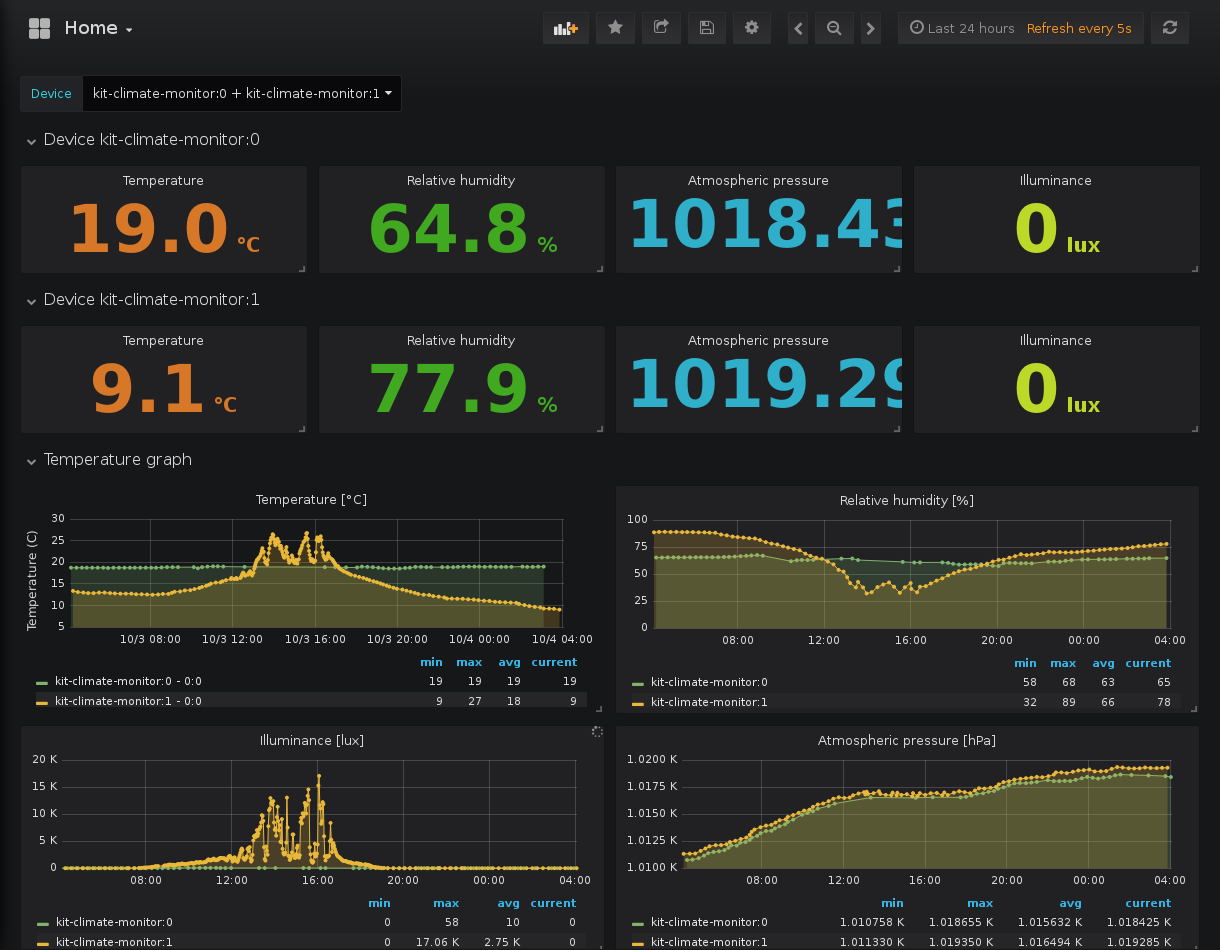 Home
Last 24 hours Refresh every 5s
Device kit-climate-monitor:0 + kit-climate-monitor:1
Device kit-climate-monitor:0
Temperature Relative humidity Atmospheric pressure Illuminance
19.0 °C 64.8 % 1018.43 0 lux
Device kit-climate-monitor:1
Temperature Relative humidity Atmospheric pressure Illuminance
9.1 °C 77.9 % 1019.29 0 lux
Temperature graph
Temperature [°C]
Temperature (C)
30
25
20
15
10
5
10/3 08:00 10/3 12:00 10/3 16:00 10/3 20:00 10/4 00:00 10/4 04:00
min max avg current
kit-climate-monitor:0 - 0:0 19 19 19 19
kit-climate-monitor:1 - 0:0 9 27 18 9
Relative humidity [%]
100
75
50
25
0
08:00 12:00 16:00 20:00 00:00 04:00
min max avg current
kit-climate-monitor:0 58 68 63 65
kit-climate-monitor:1 32 89 66 78
Illuminance [lux]
20 K
15 K
10 K
5 K
0
08:00 12:00 16:00 20:00 00:00 04:00
min max avg current
kit-climate-monitor:0 0 58 10 0
kit-climate-monitor:1 0 17.06 K 2.75 K 0
Atmospheric pressure [hPa]
1.0200 K
1.0175 K
1.0150 K
1.0125 K
1.0100 K
08:00 12:00 16:00 20:00 00:00 04:00
min max avg current
kit-climate-monitor:0 1.010758 K 1.018655 K 1.015632 K 1.018425 K
kit-climate-monitor:1 1.011330 K 1.019350 K 1.016494 K 1.019285 K